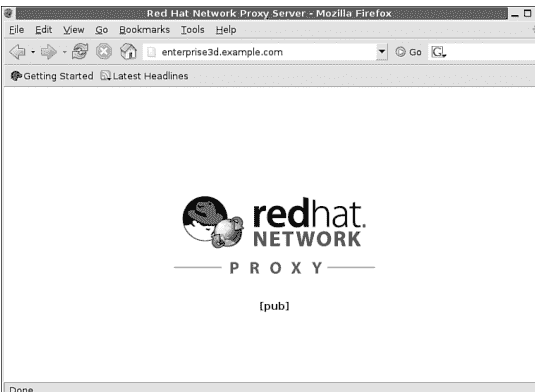 Red Hat Network Proxy Server - Mozilla Firefox
File Edit View Go Bookmarks Tools Help
enterprise3d.example.com Go G
Getting Started Latest Headlines
redhat.
NETWORK
PROXY
[pub]
Done